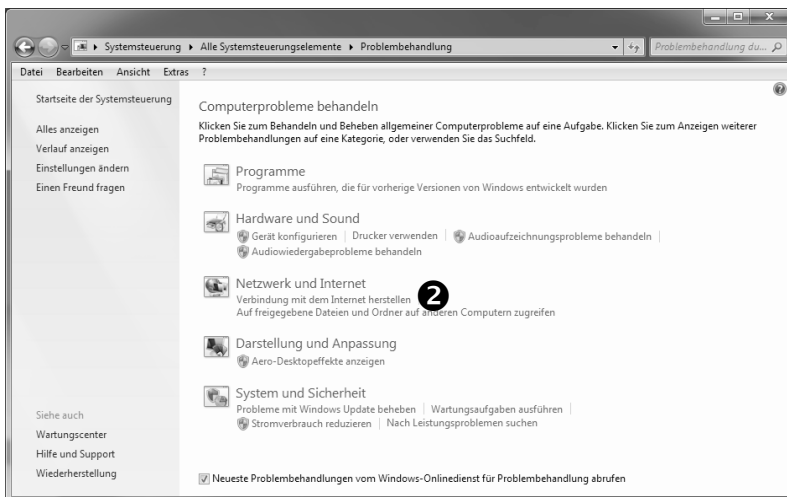 Systemsteuerung ▸ Alle Systemsteuerungselemente ▸ Problembehandlung
Problembehandlung du...
Datei Bearbeiten Ansicht Extras ?
Startseite der Systemsteuerung
Alles anzeigen
Verlauf anzeigen
Einstellungen ändern
Einen Freund fragen
Computerprobleme behandeln
Klicken Sie zum Behandeln und Beheben allgemeiner Computerprobleme auf eine Aufgabe. Klicken Sie zum Anzeigen weiterer
Problembehandlungen auf eine Kategorie, oder verwenden Sie das Suchfeld.
Programme
Programme ausführen, die für vorherige Versionen von Windows entwickelt wurden
Hardware und Sound
Gerät konfigurieren | Drucker verwenden | Audioaufzeichnungsprobleme behandeln |
Audiowiedergabeprobleme behandeln
Netzwerk und Internet
Verbindung mit dem Internet herstellen
2
Auf freigegebene Dateien und Ordner auf anderen Computern zugreifen
Darstellung und Anpassung
Aero-Desktopeffekte anzeigen
System und Sicherheit
Probleme mit Windows Update beheben | Wartungsaufgaben ausführen |
Stromverbrauch reduzieren | Nach Leistungsproblemen suchen
Siehe auch
Wartungscenter
Hilfe und Support
Wiederherstellung
Neueste Problembehandlungen vom Windows-Onlinedienst für Problembehandlung abrufen